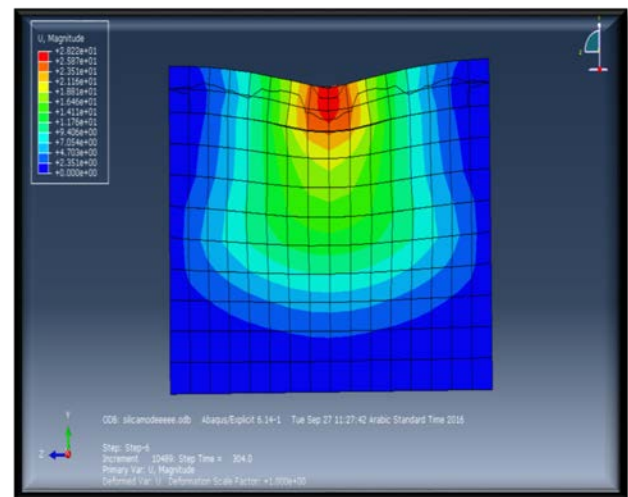 U, Magnitude
+2.822e+01
+2.587e+01
+2.351e+01
+2.116e+01
+1.881e+01
+1.646e+01
+1.411e+01
+1.176e+01
+9.406e+00
+7.054e+00
+4.703e+00
+2.351e+00
+0.000e+00
Y
Z
ODB: silicamodeeeee.odb Abaqus/Explicit 6.14-1 Tue Sep 27 11:27:42 Arabic Standard Time 2016
Step: Step-6
Increment 10489: Step Time = 304.0
Primary Var: U, Magnitude
Deformed Var: U Deformation Scale Factor: +1.000e+00